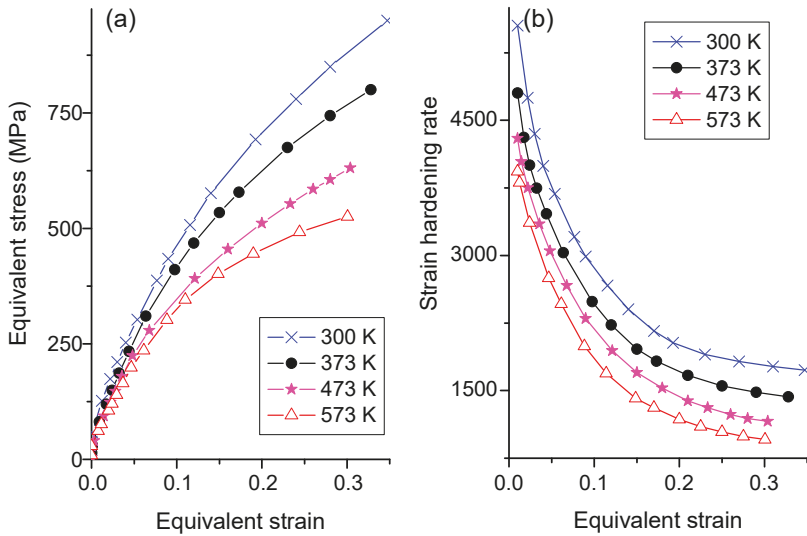 (a)
Equivalent stress (MPa)
750
500
250
0
0.0 0.1 0.2 0.3
Equivalent strain
300 K
373 K
473 K
573 K
(b)
Strain hardening rate
4500
3000
1500
0.0 0.1 0.2 0.3
Equivalent strain
300 K
373 K
473 K
573 K